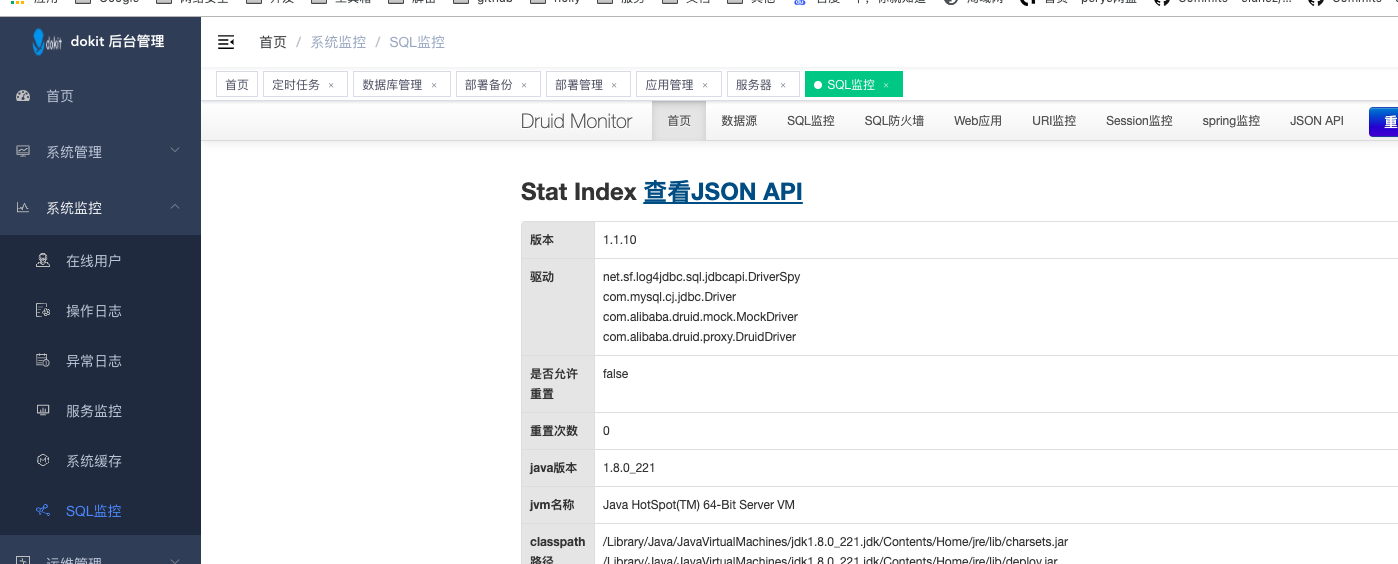 dokit
dokit 后台管理
首页 / 系统监控 / SQL监控
首页 定时任务 × 数据库管理 × 部署备份 × 部署管理 × 应用管理 × 服务器 × SQL监控 ×
首页
系统管理
系统监控
在线用户
操作日志
异常日志
服务监控
系统缓存
SQL监控
运维管理
Druid Monitor 首页 数据源 SQL监控 SQL防火墙 Web应用 URI监控 Session监控 spring监控 JSON API
Stat Index 查看JSON API
版本 1.1.10
驱动 net.sf.log4jdbc.sql.jdbcapi.DriverSpy
com.mysql.cj.jdbc.Driver
com.alibaba.druid.mock.MockDriver
com.alibaba.druid.proxy.DruidDriver
是否允许 false
重置
重置次数 0
java版本 1.8.0_221
jvm名称 Java HotSpot(TM) 64-Bit Server VM
classpath /Library/Java/JavaVirtualMachines/jdk1.8.0_221.jdk/Contents/Home/jre/lib/charsets.jar
路径 /Library/Java/JavaVirtualMachines/jdk1.8.0_221.jdk/Contents/Home/jre/lib/deploy.jar